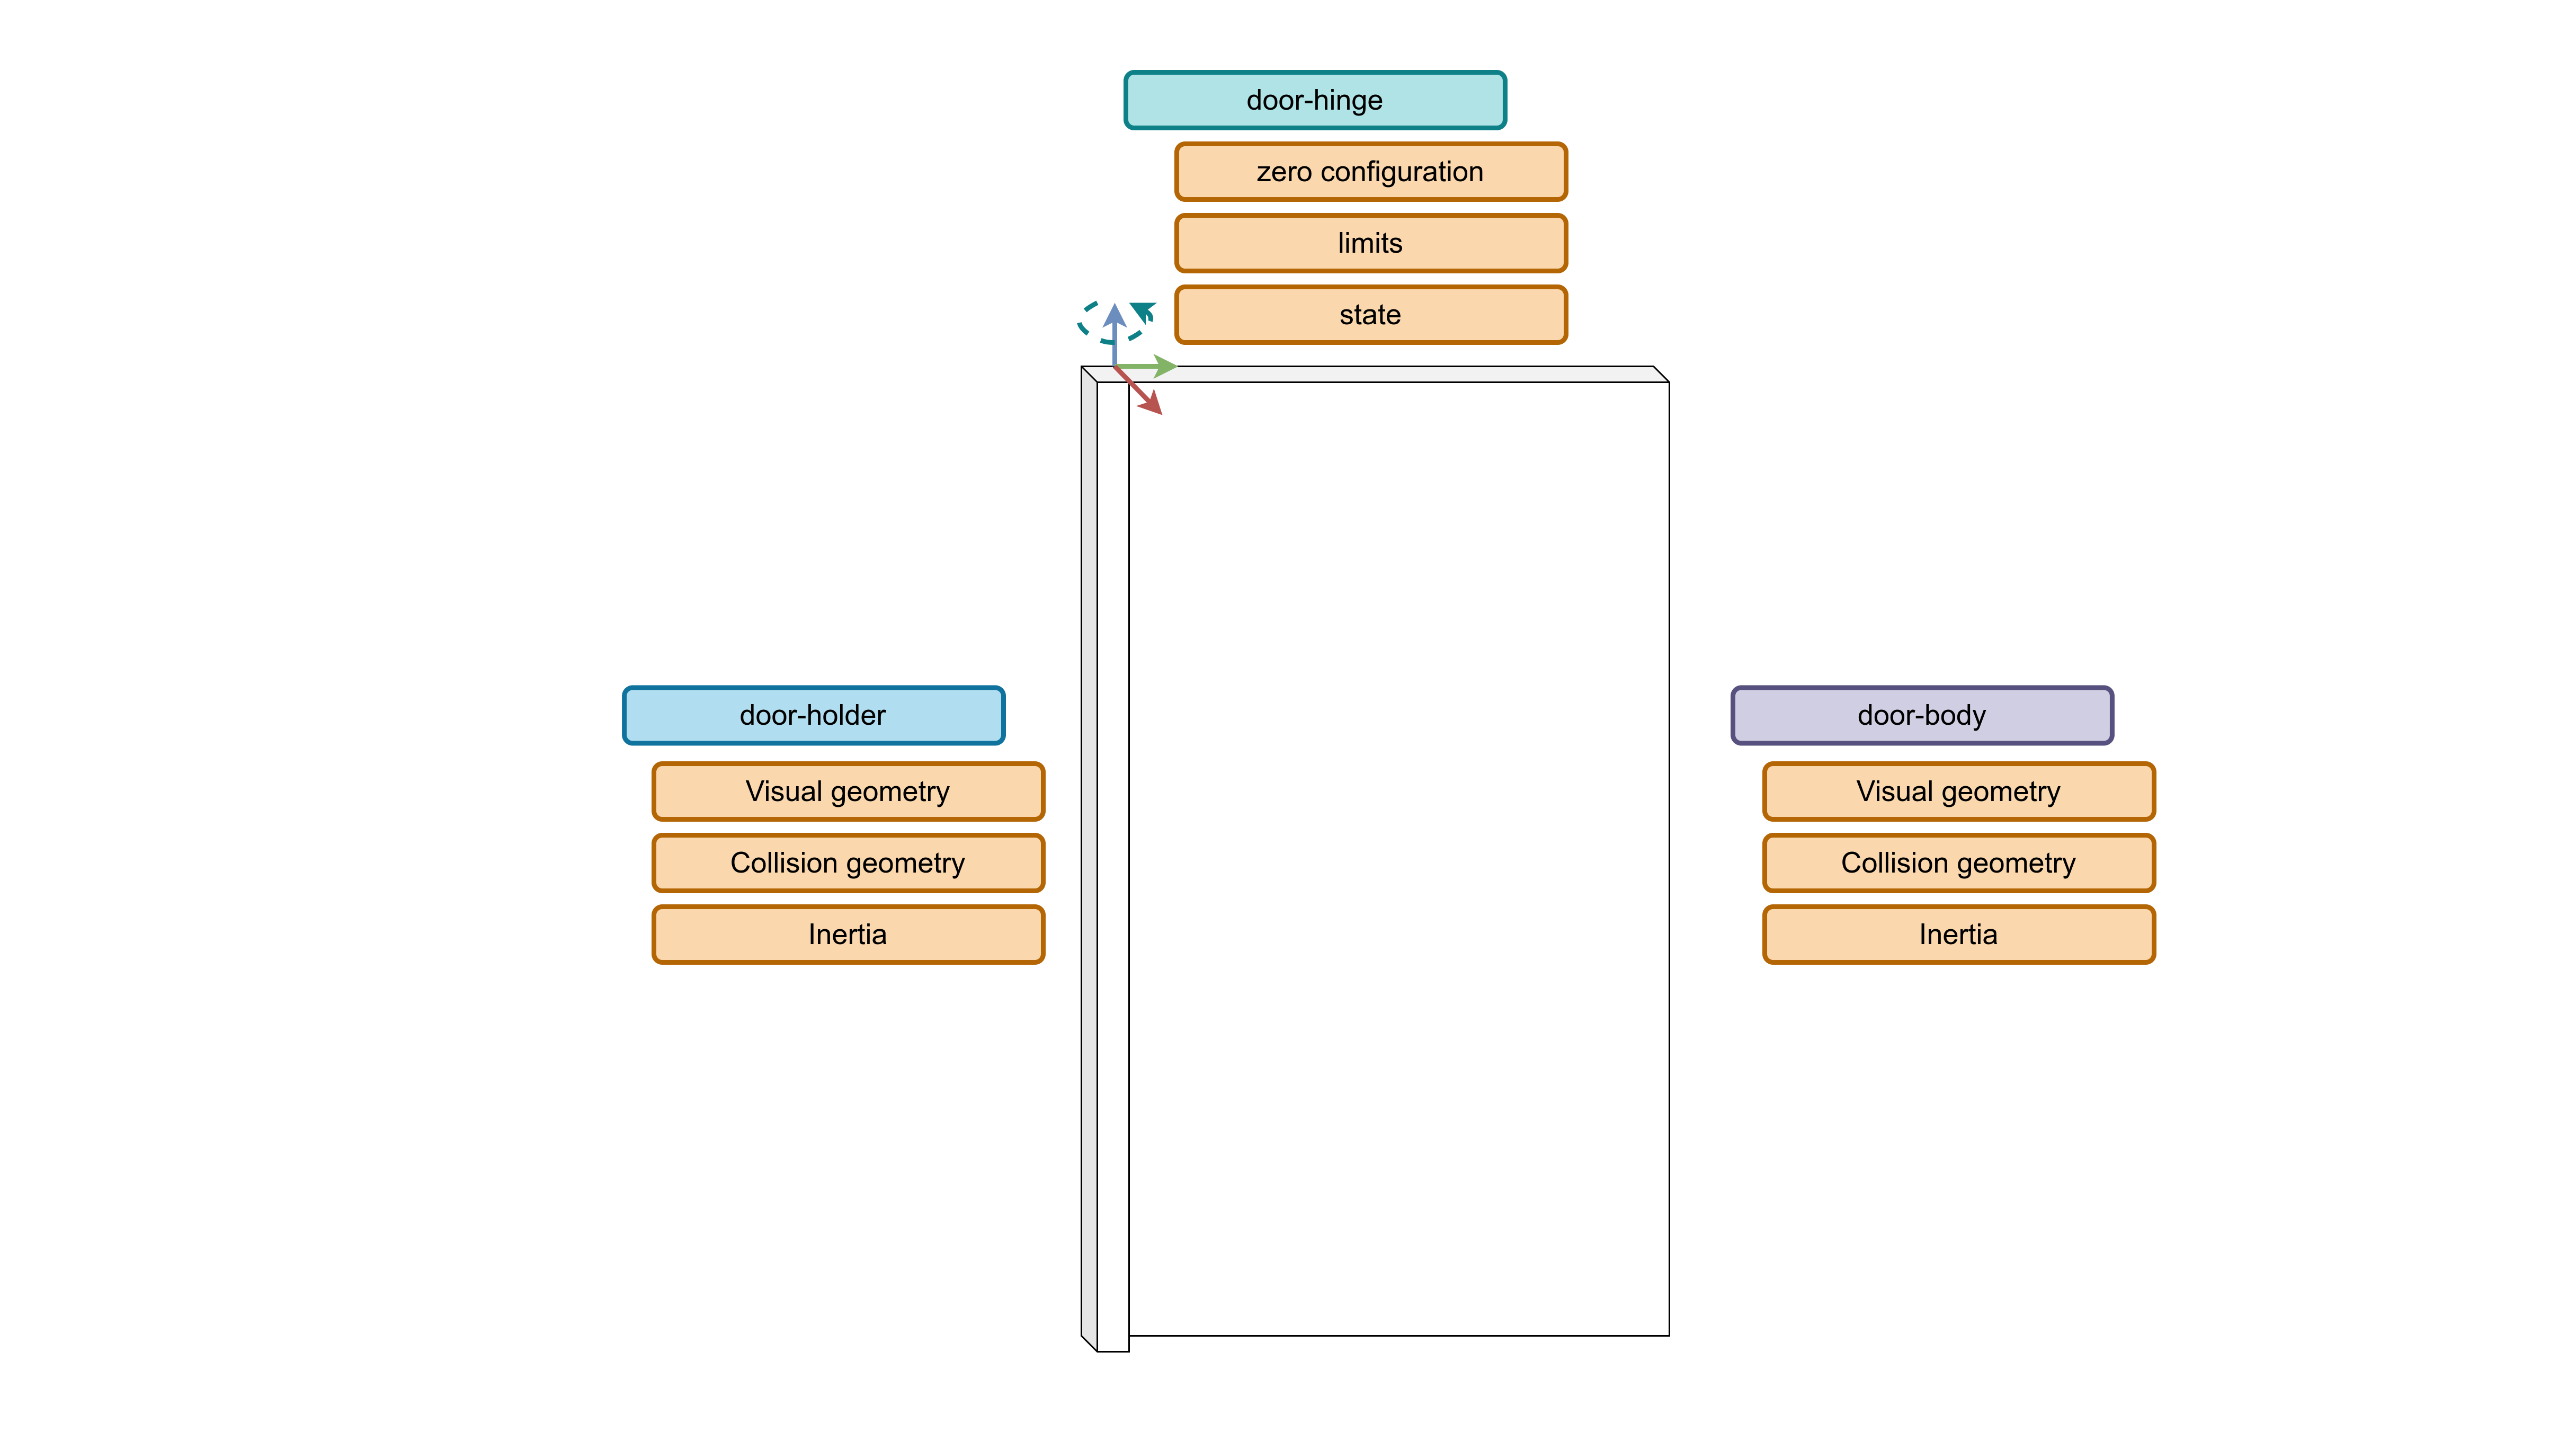 door-hinge
zero configuration
limits
state
door-holder
Visual geometry
Collision geometry
Inertia
door-body
Visual geometry
Collision geometry
Inertia